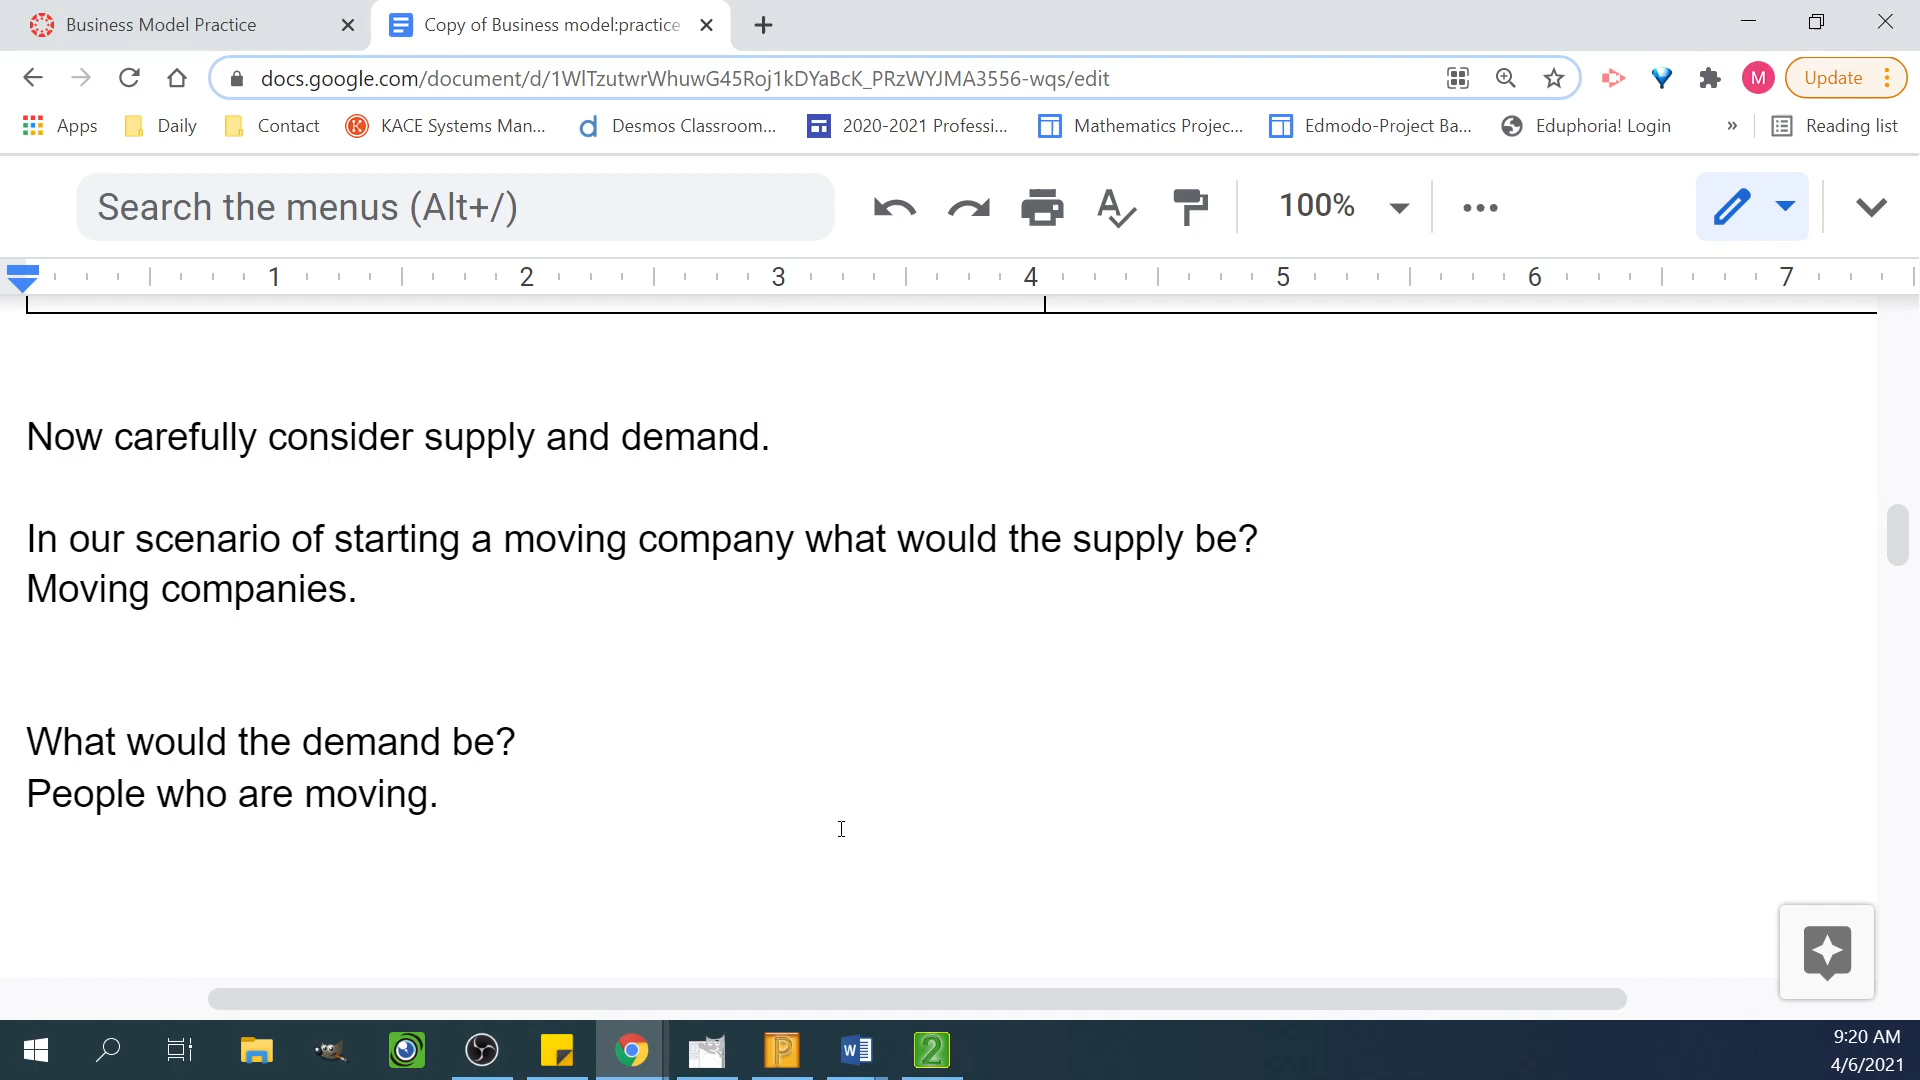 Business Model Practice
Copy of Business model:practice
docs.google.com/document/d/1WlTzutwrWhuwG45Roj1kDYaBcK_PRzWYJMA3556-wqs/edit
M
Update
Apps
Daily
Contact
KACE Systems Man...
Desmos Classroom...
2020-2021 Professi...
Mathematics Projec...
Edmodo-Project Ba...
Eduphoria! Login
»
Reading list
Search the menus (Alt+/)
100%
1 2 3 4 5 6 7
Now carefully consider supply and demand.
In our scenario of starting a moving company what would the supply be?
Moving companies.
What would the demand be?
People who are moving.
9:20 AM
4/6/2021